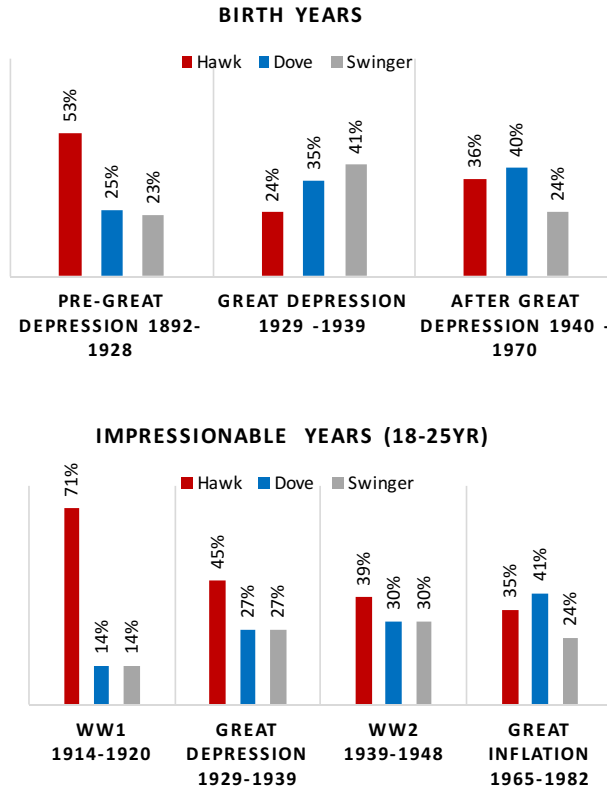 BIRTH YEARS
Hawk Dove Swinger
53%
25%
23%
24%
35%
41%
36%
40%
24%
PRE-GREAT
DEPRESSION 1892-
1928
GREAT DEPRESSION
1929 -1939
AFTER GREAT
DEPRESSION 1940 -
1970
IMPRESSIONABLE YEARS (18-25YR)
Hawk Dove Swinger
71%
14%
14%
45%
27%
27%
39%
30%
30%
35%
41%
24%
WW1
1914-1920
GREAT
DEPRESSION
1929-1939
WW2
1939-1948
GREAT
INFLATION
1965-1982